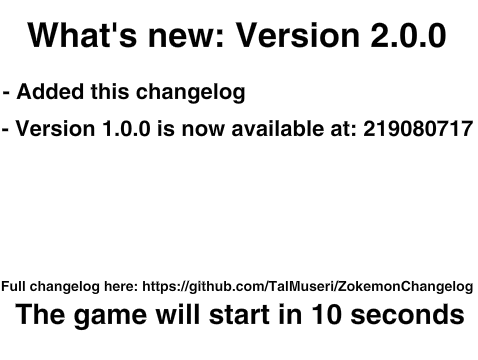 What's new: Version 2.0.0
- Added this changelog
- Version 1.0.0 is now available at: 219080717
Full changelog here: https://github.com/TalMuseri/ZokemonChangelog
The game will start in 10 seconds